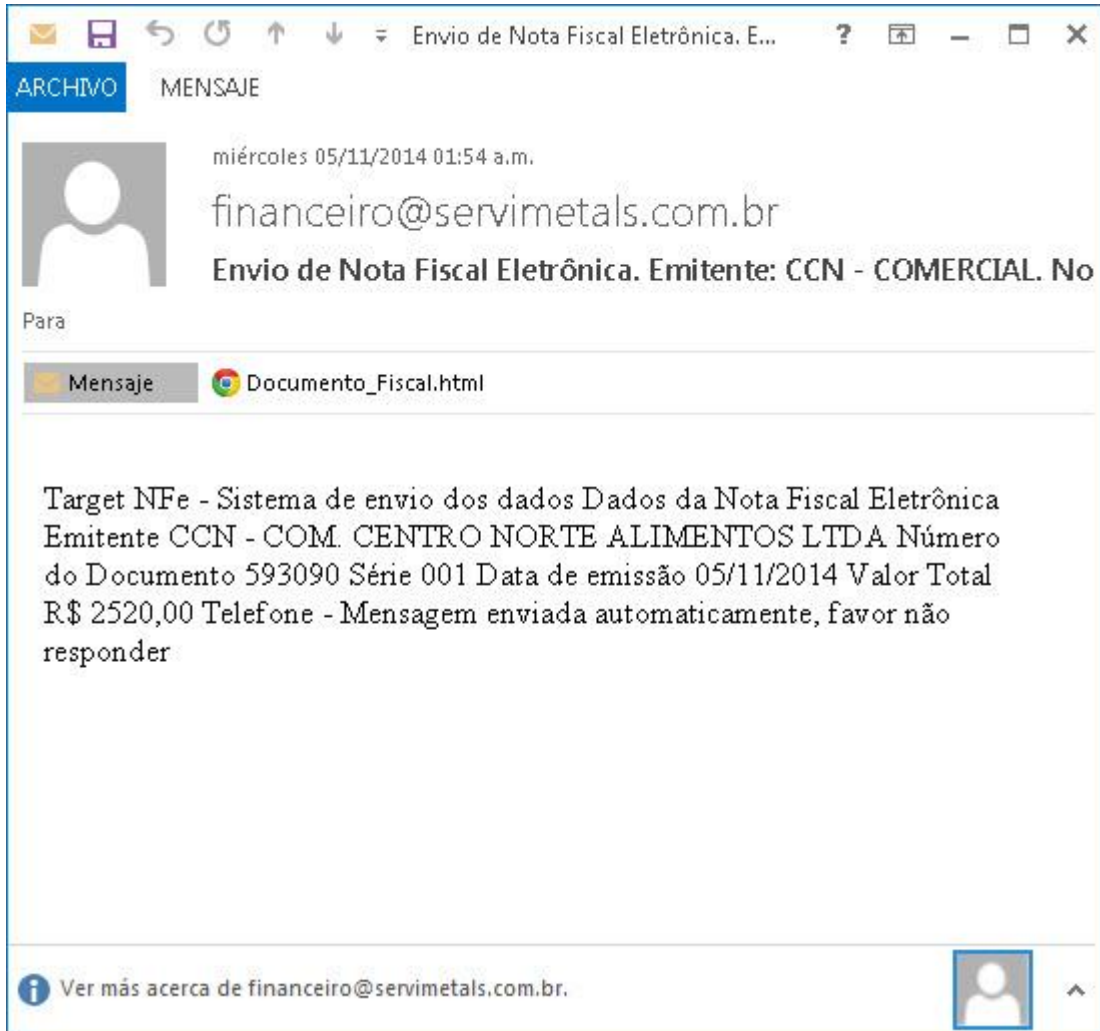 Envio de Nota Fiscal Eletrônica. E...
ARCHIVO MENSAJE
miércoles 05/11/2014 01:54 a.m.
financeiro@servimetals.com.br
Envio de Nota Fiscal Eletrônica. Emitente: CCN - COMERCIAL. No
Para
Mensaje Documento_Fiscal.html
Target NFe - Sistema de envio dos dados Dados da Nota Fiscal Eletrônica
Emitente CCN - COM. CENTRO NORTE ALIMENTOS LTDA Número
do Documento 593090 Série 001 Data de emissão 05/11/2014 Valor Total
R$ 2520,00 Telefone - Mensagem enviada automaticamente, favor não
responder
Ver más acerca de financeiro@servimetals.com.br.